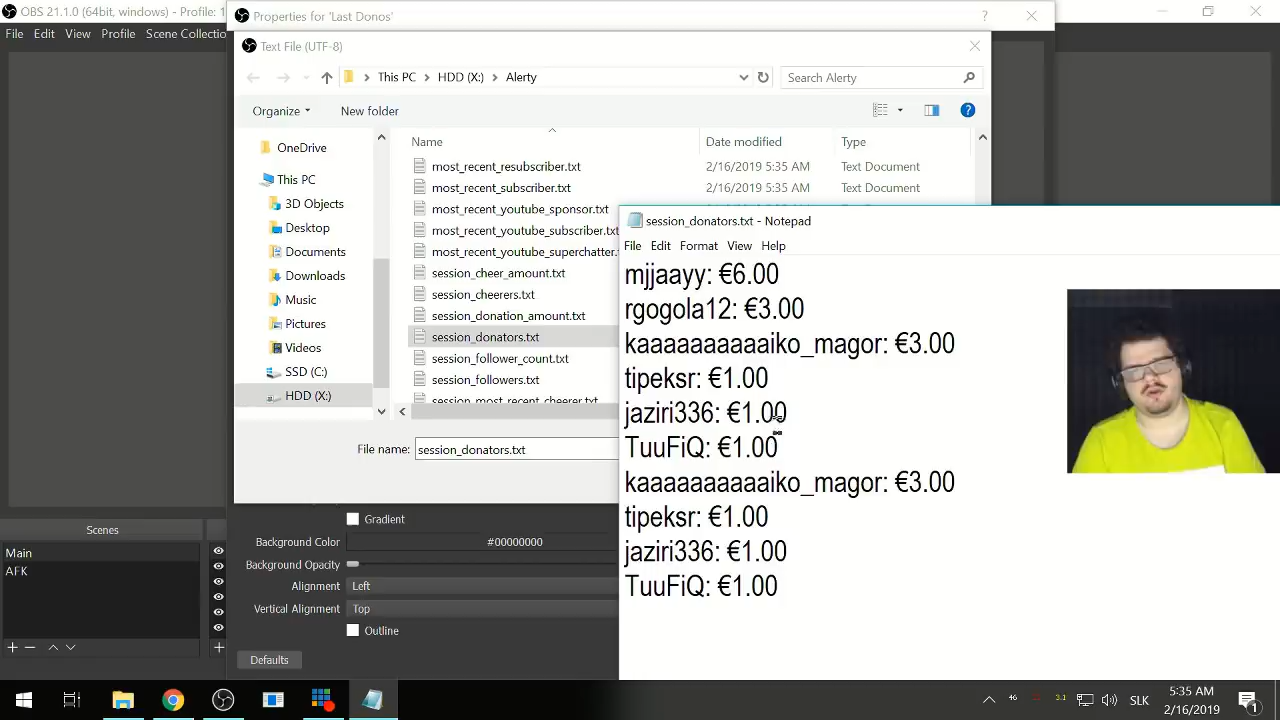 OBS 21.1.0 (64bit, windows) - Profile: 1
Properties for 'Last Donos'
File Edit View Profile Scene Collectio
Text File (UTF-8)
This PC > HDD (X:) > Alerty
Search Alerty
Organize
New folder
OneDrive
This PC
3D Objects
Desktop
Documents
Downloads
Music
Pictures
Videos
SSD (C:)
HDD (X:)
Name Date modified Type
most_recent_resubscriber.txt 2/16/2019 5:35 AM Text Document
most_recent_subscriber.txt 2/16/2019 5:35 AM Text Document
most_recent_youtube_sponsor.txt
most_recent_youtube_subscriber.txt
most_recent_youtube_superchatter.
session_cheer_amount.txt
session_cheerers.txt
session_donation_amount.txt
session_donators.txt
session_follower_count.txt
session_followers.txt
session_most_recent_cheerer.txt
File name: session_donators.txt
session_donators.txt - Notepad
File Edit Format View Help
mjjaayy: €6.00
rgogola12: €3.00
kaaaaaaaaaaiko_magor: €3.00
tipeksr: €1.00
jaziri336: €1.00
TuuFiQ: €1.00
kaaaaaaaaaaiko_magor: €3.00
tipeksr: €1.00
jaziri336: €1.00
TuuFiQ: €1.00
Gradient
Background Color #00000000
Background Opacity
Alignment Left
Vertical Alignment Top
Outline
Defaults
Scenes
Main
AFK
46
3.1
SLK
5:35 AM
2/16/2019
1